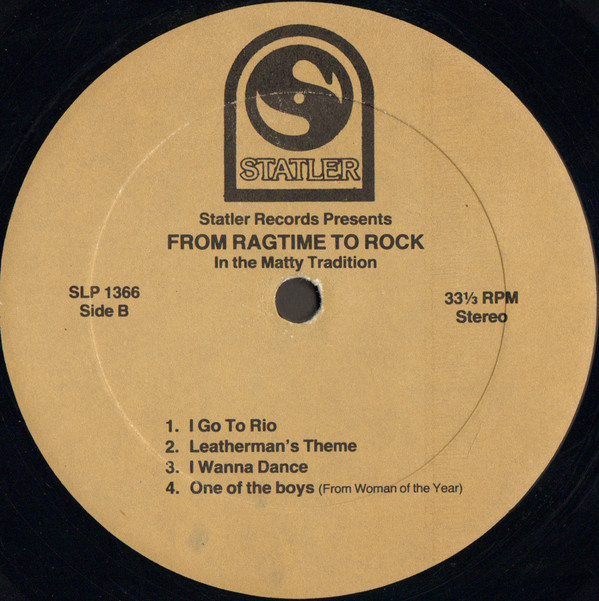 STATLER
Statler Records Presents
FROM RAGTIME TO ROCK
In the Matty Tradition
SLP 1366
Side B
33⅓ RPM
Stereo
1. I Go To Rio
2. Leatherman's Theme
3. I Wanna Dance
4. One of the boys (From Woman of the Year)